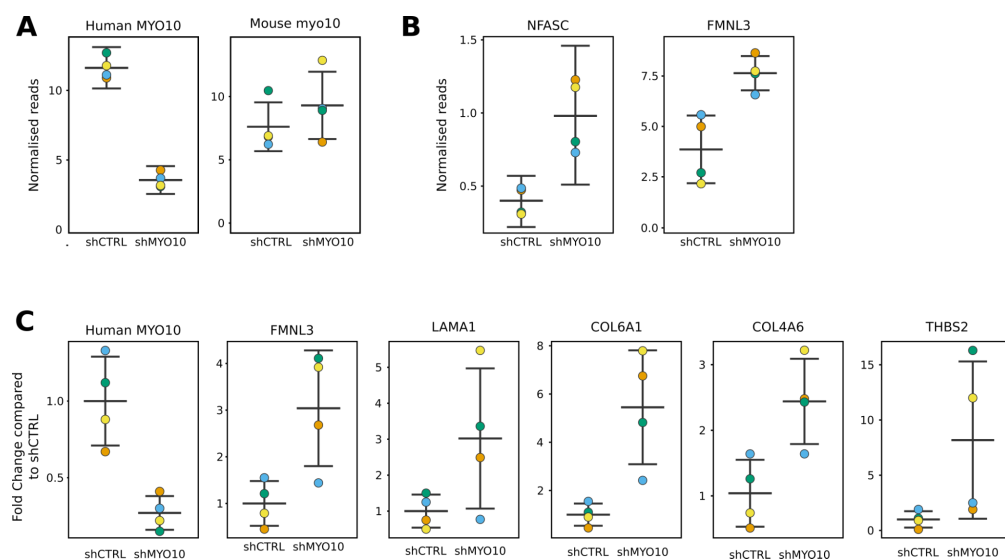 A
Human MYO10
Mouse myo10
Normalised reads
10
5
0
10
5
0
shCTRL shMYO10
shCTRL shMYO10
B
NFASC
FMNL3
Normalised reads
1.5
1.0
0.5
7.5
5.0
2.5
0.0
shCTRL shMYO10
shCTRL shMYO10
C
Human MYO10
FMNL3
LAMA1
COL6A1
COL4A6
THBS2
Fold Change compared
to shCTRL
1.0
0.5
4
3
2
1
5
3
1
8
6
4
2
3
2
1
15
10
5
0
shCTRL shMYO10
shCTRL shMYO10
shCTRL shMYO10
shCTRL shMYO10
shCTRL shMYO10
shCTRL shMYO10